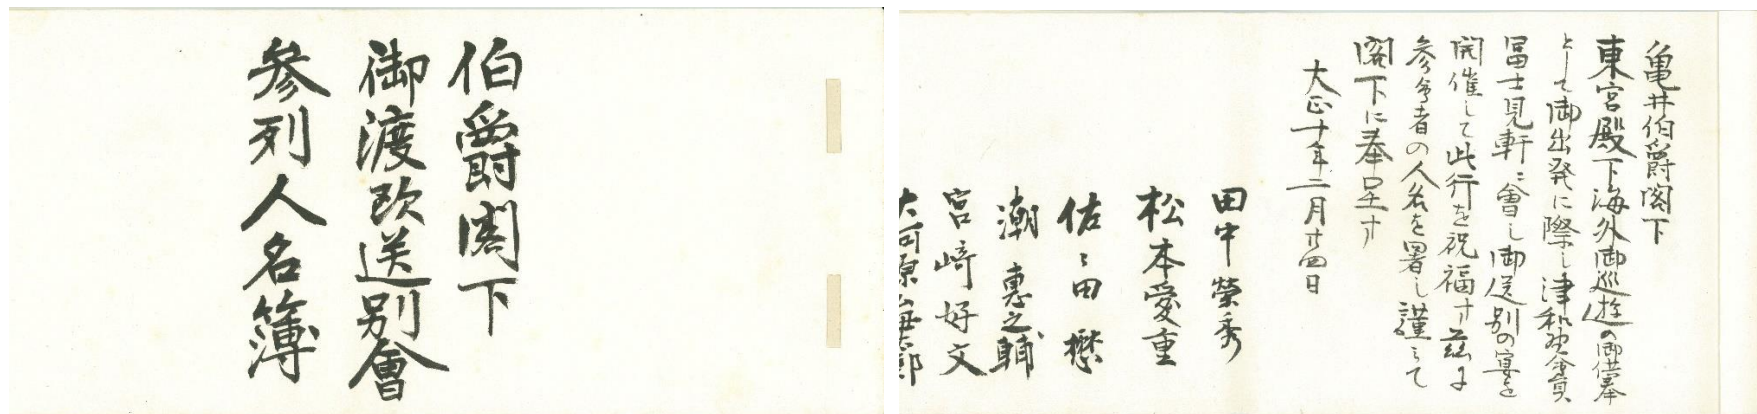 伯爵閣下
御渡欧送別會
参列人名簿
亀井伯爵閣下
東宮殿下海外御巡遊の御供奉
として御出発に際し津和野會員
冨士見軒に會し御送別の宴を
開催して此行を祝福す茲に
参会者の人名を署し謹みて
閣下に奉呈す
大正十年二月廿四日
田中榮秀
松本愛重
佐々田懋
潮惠之輔
宮﨑好文